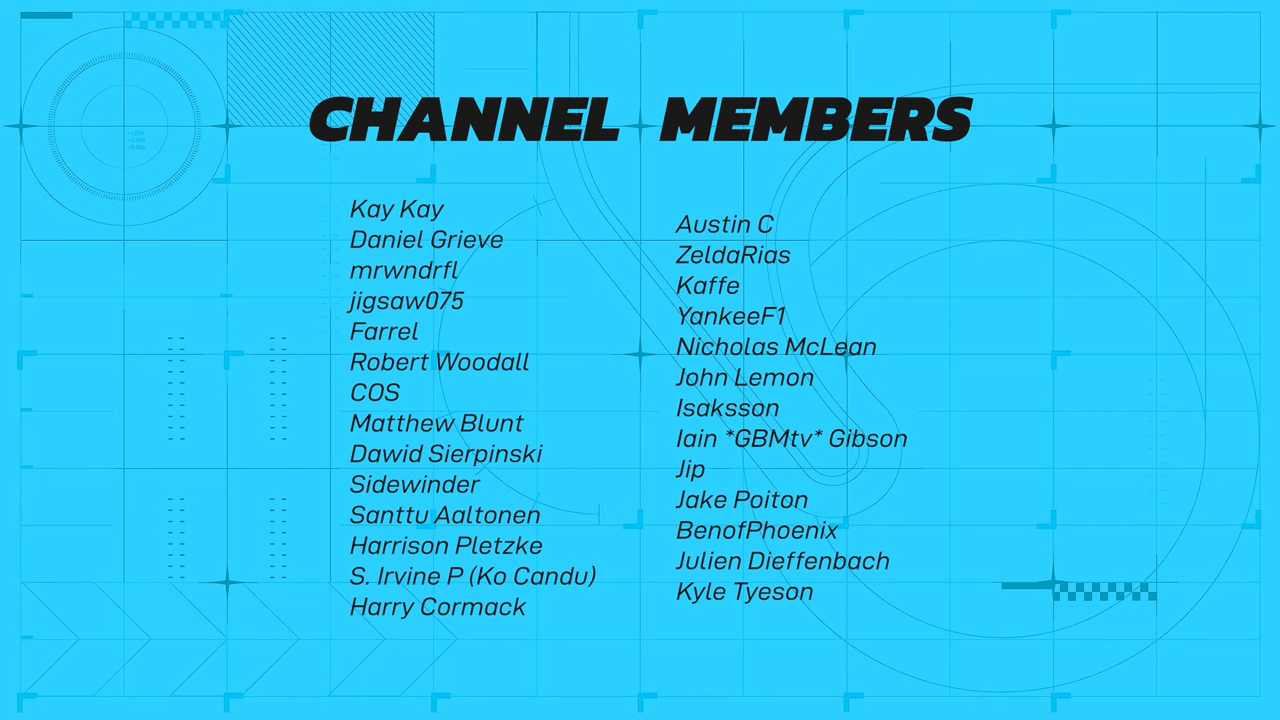 CHANNEL MEMBERS
Kay Kay
Daniel Grieve
mrwndrfl
jigsaw075
Farrel
Robert Woodall
COS
Matthew Blunt
Dawid Sierpinski
Sidewinder
Santtu Aaltonen
Harrison Pletzke
S. Irvine P (Ko Candu)
Harry Cormack
Austin C
ZeldaRias
Kaffe
YankeeF1
Nicholas McLean
John Lemon
Isaksson
Iain *GBMtv* Gibson
Jip
Jake Poiton
BenofPhoenix
Julien Dieffenbach
Kyle Tyeson